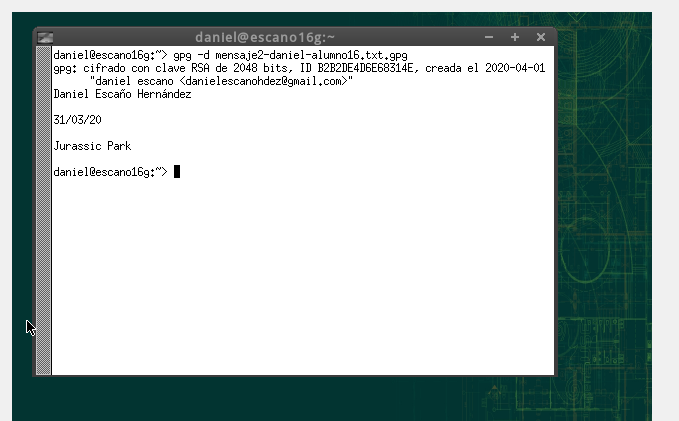 daniel@escano16g:~
daniel@escano16g:~> gpg -d mensaje2-daniel-alumno16.txt.gpg
gpg: cifrado con clave RSA de 2048 bits, ID B2B2DE4D6E68314E, creada el 2020-04-01
"daniel escano <danielescanohdez@gmail.com>"
Daniel Escaño Hernández
31/03/20
Jurassic Park
daniel@escano16g:~>